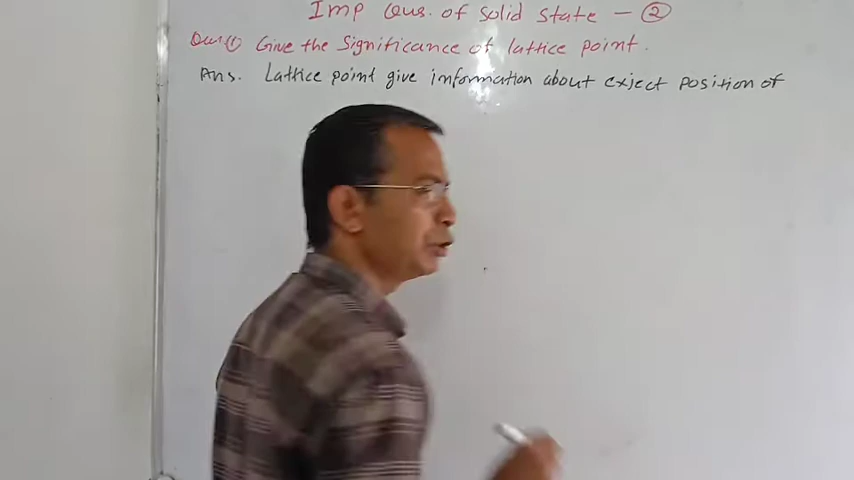 Imp Qus. of Solid State - ②
Qus① Give the Significance of lattice point.
Ans. Lattice point give information about exject position of